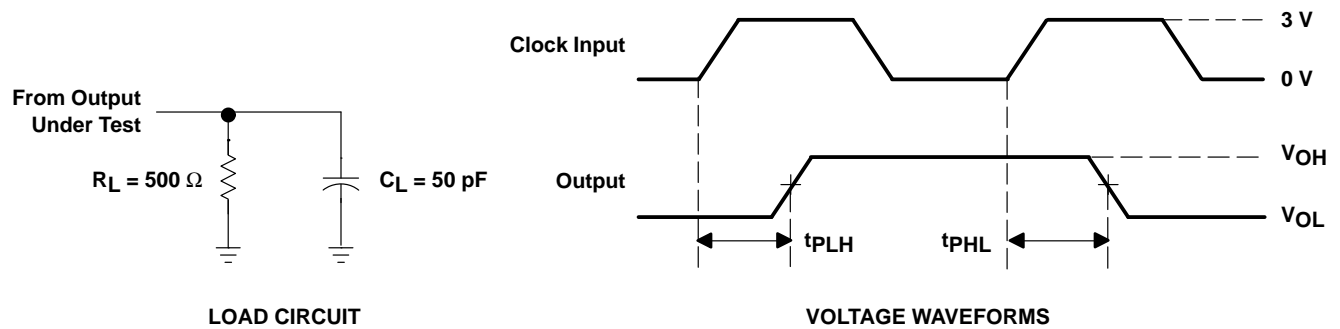 From Output
Under Test
R_L = 500 Ω
C_L = 50 pF
LOAD CIRCUIT
Clock Input
3 V
0 V
Output
V_OH
V_OL
t_PLH
t_PHL
VOLTAGE WAVEFORMS